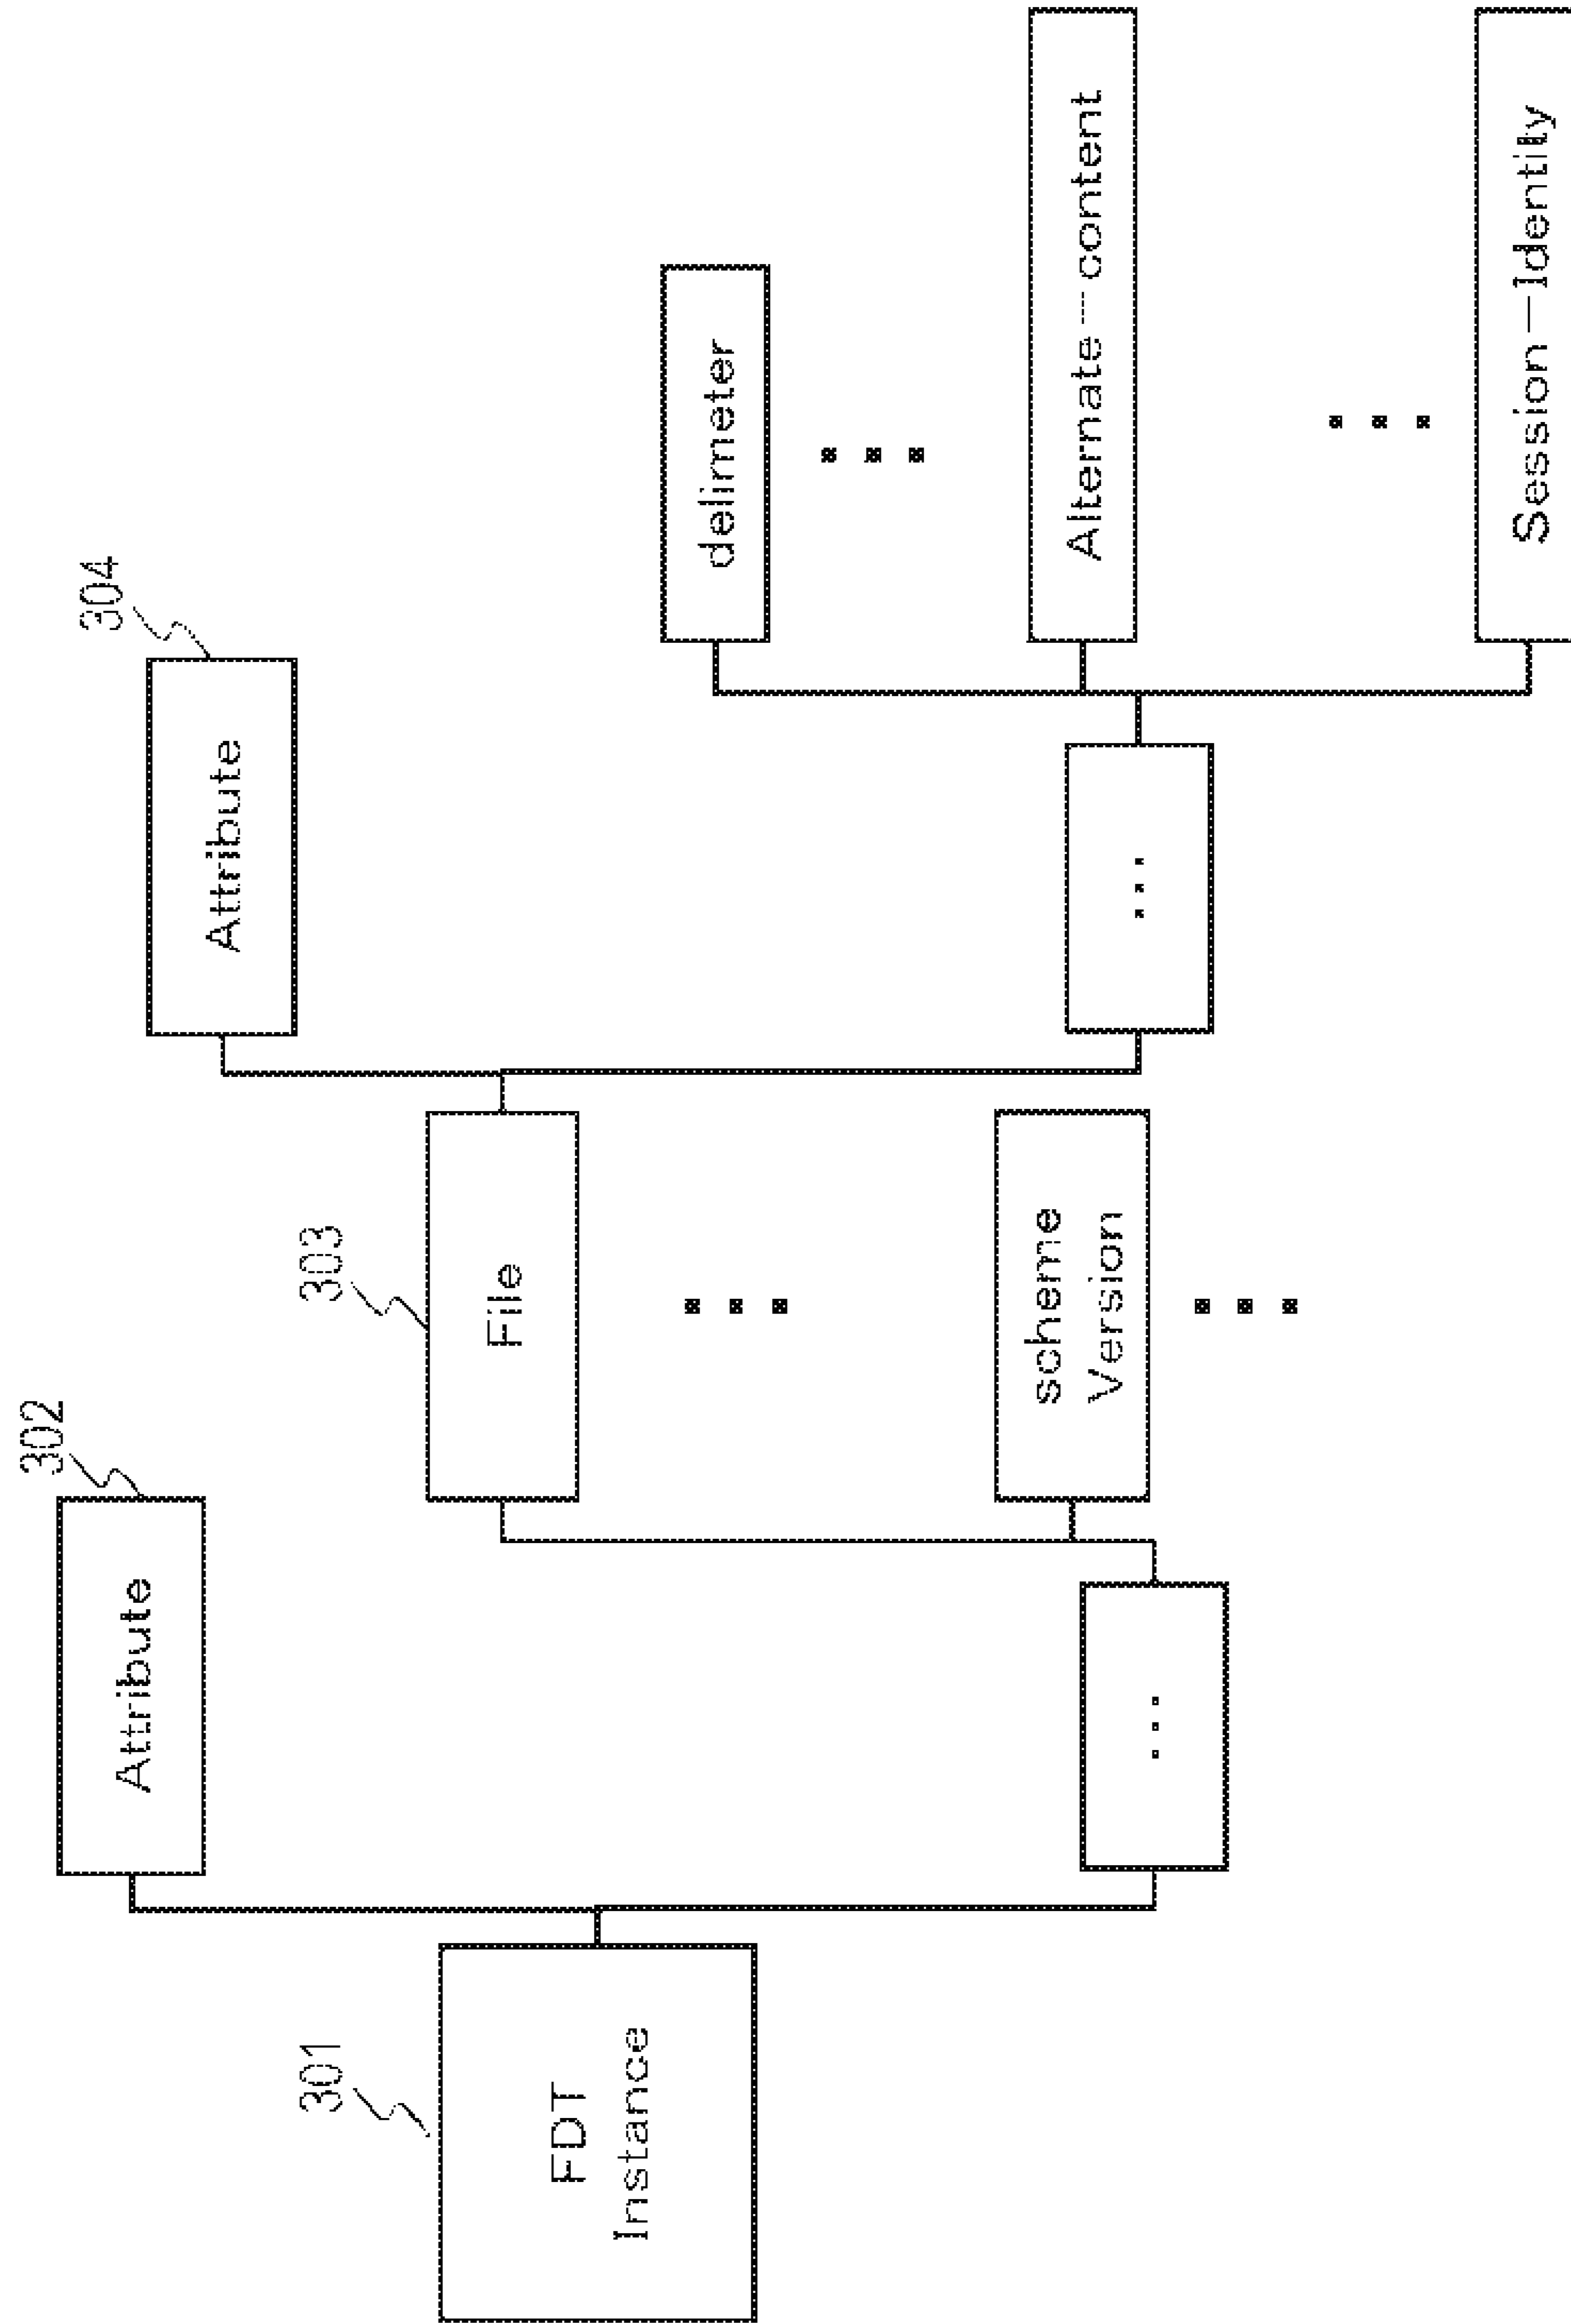 302
Attribute
304
Attribute
301
FDT
Instance
303
File
...
scheme
Version
...
...
...
delimeter
...
Alternate-content
...
Session-Identity